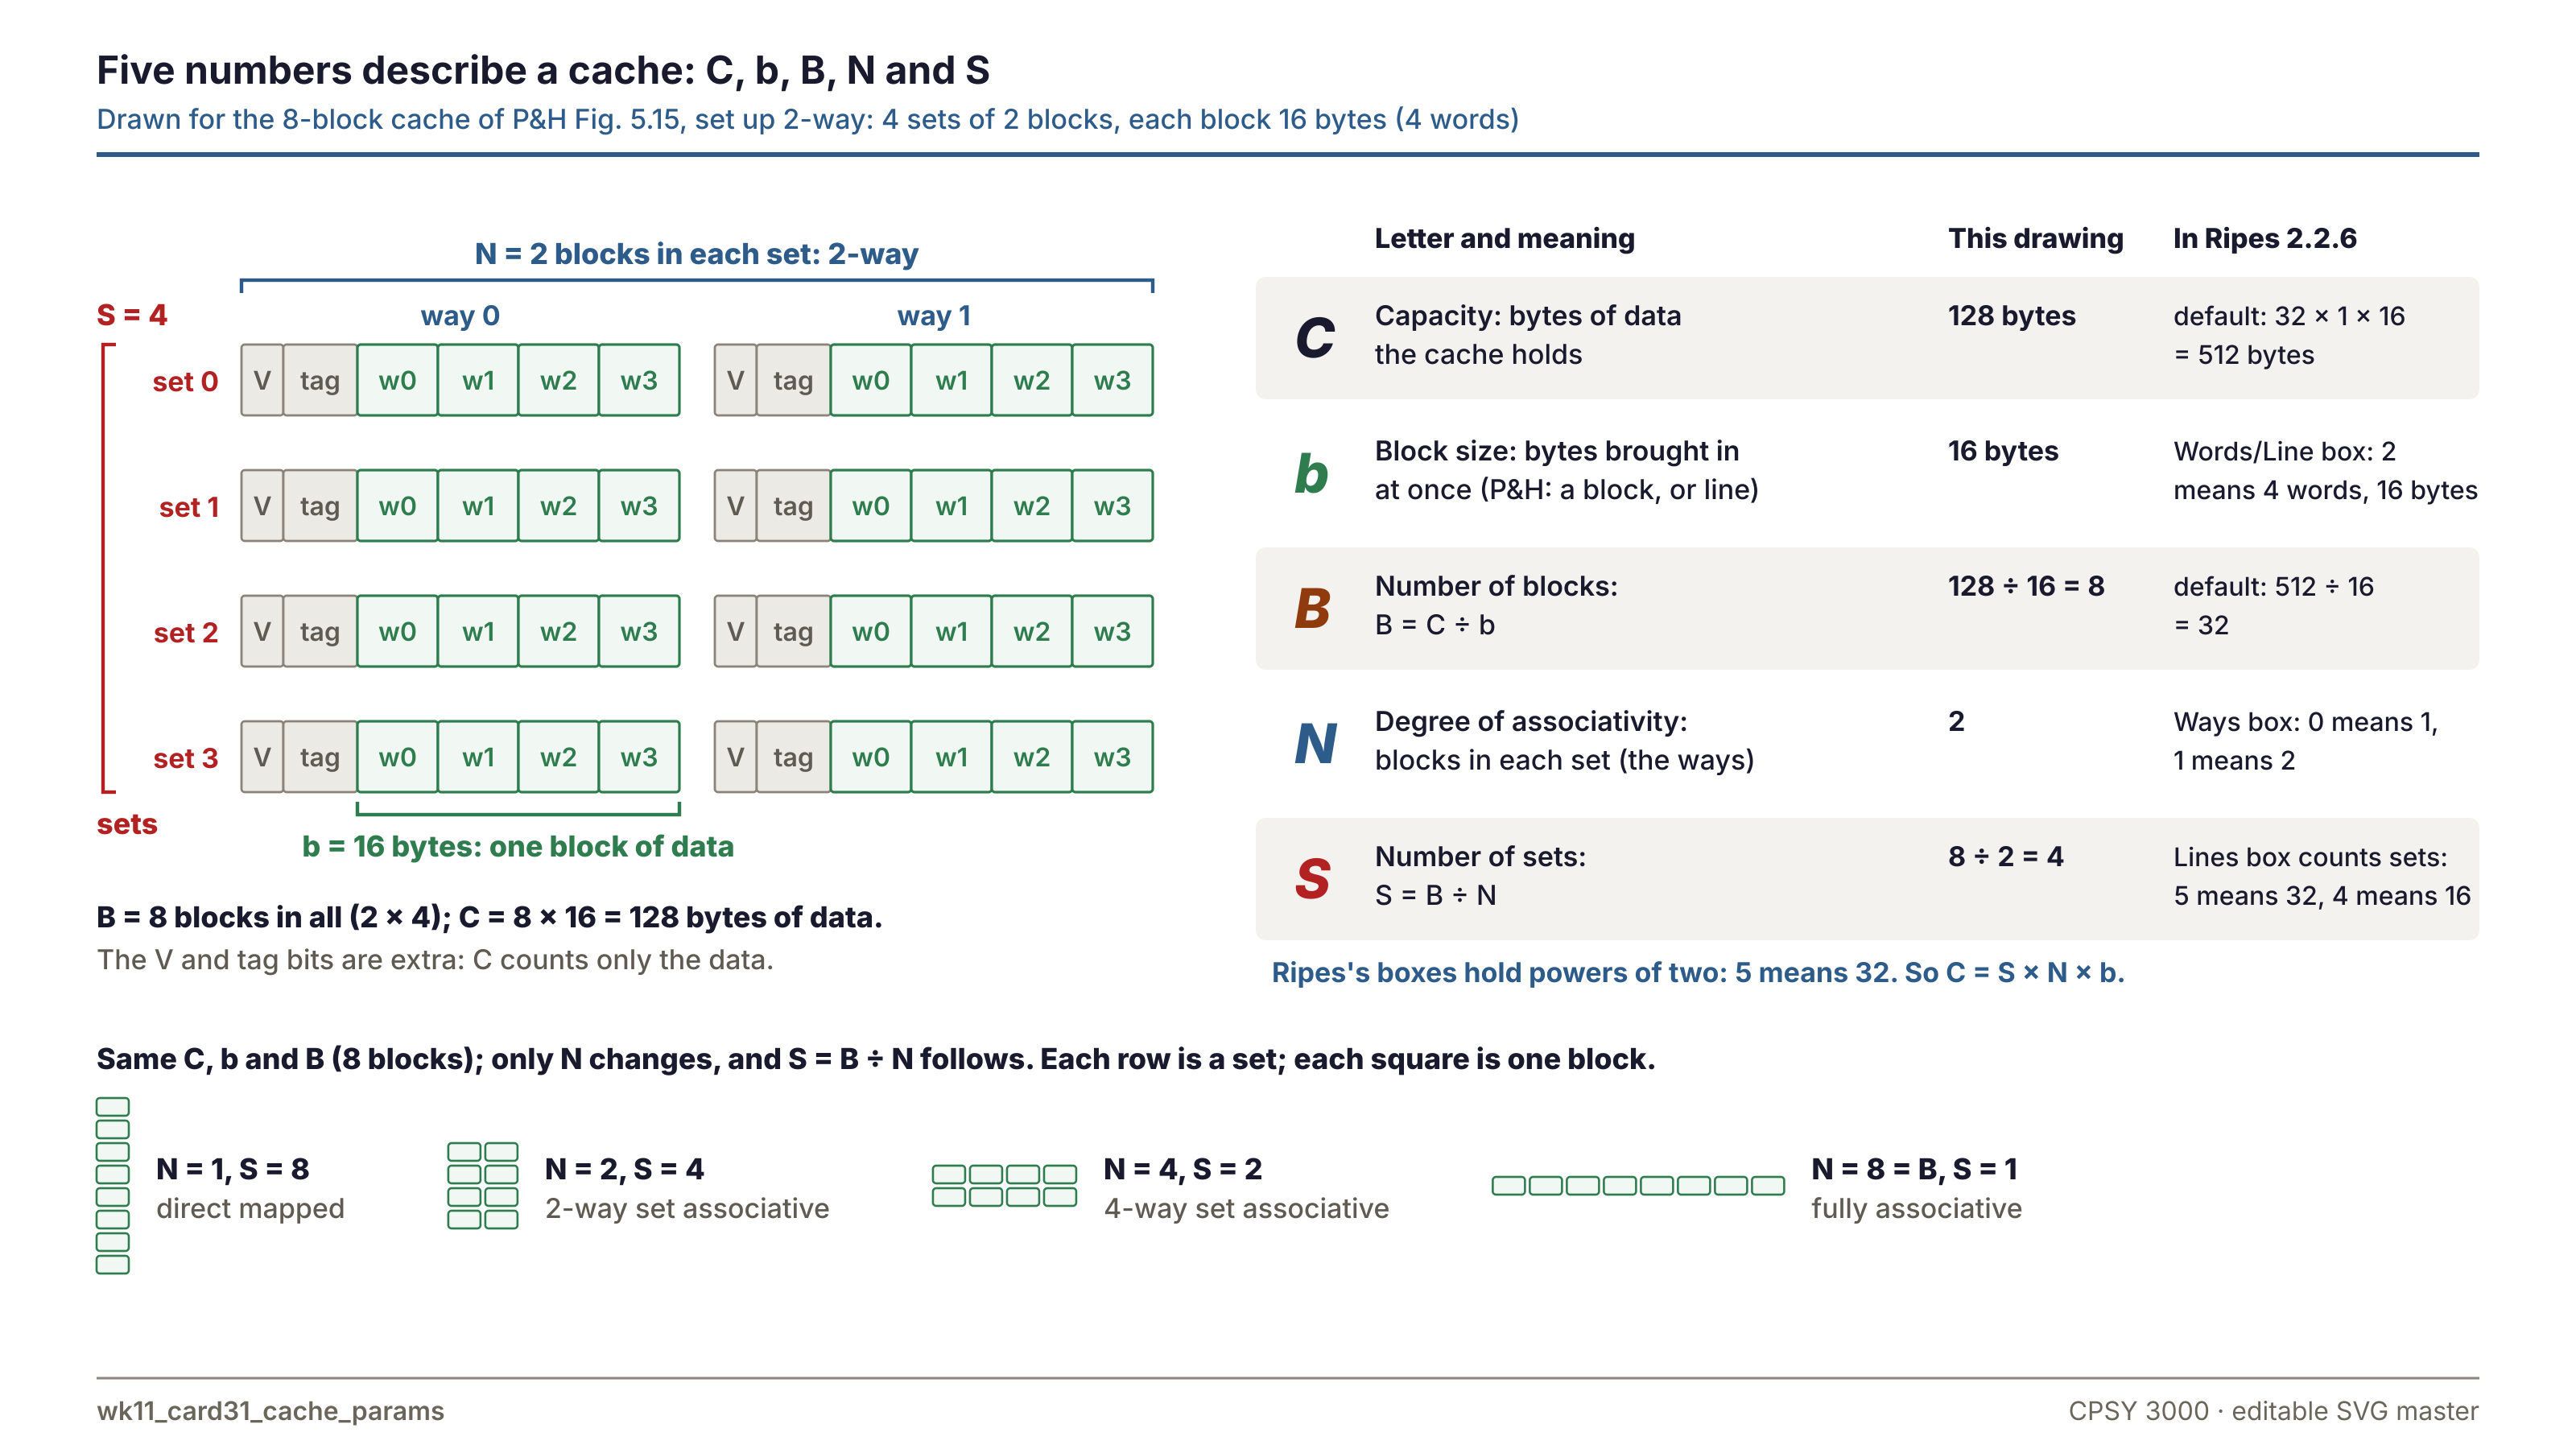 Five numbers describe a cache: C, b, B, N and S
Drawn for the 8-block cache of P&H Fig. 5.15, set up 2-way: 4 sets of 2 blocks, each block 16 bytes (4 words)
N = 2 blocks in each set: 2-way
S = 4
way 0
way 1
set 0
V tag w0 w1 w2 w3
V tag w0 w1 w2 w3
set 1
V tag w0 w1 w2 w3
V tag w0 w1 w2 w3
set 2
V tag w0 w1 w2 w3
V tag w0 w1 w2 w3
set 3
V tag w0 w1 w2 w3
V tag w0 w1 w2 w3
sets
b = 16 bytes: one block of data
B = 8 blocks in all (2 × 4); C = 8 × 16 = 128 bytes of data.
The V and tag bits are extra: C counts only the data.
Letter and meaning
This drawing
In Ripes 2.2.6
C
Capacity: bytes of data
the cache holds
128 bytes
default: 32 × 1 × 16
= 512 bytes
b
Block size: bytes brought in
at once (P&H: a block, or line)
16 bytes
Words/Line box: 2
means 4 words, 16 bytes
B
Number of blocks:
B = C ÷ b
128 ÷ 16 = 8
default: 512 ÷ 16
= 32
N
Degree of associativity:
blocks in each set (the ways)
2
Ways box: 0 means 1,
1 means 2
S
Number of sets:
S = B ÷ N
8 ÷ 2 = 4
Lines box counts sets:
5 means 32, 4 means 16
Ripes's boxes hold powers of two: 5 means 32. So C = S × N × b.
Same C, b and B (8 blocks); only N changes, and S = B ÷ N follows. Each row is a set; each square is one block.
N = 1, S = 8
direct mapped
N = 2, S = 4
2-way set associative
N = 4, S = 2
4-way set associative
N = 8 = B, S = 1
fully associative
wk11_card31_cache_params
CPSY 3000 · editable SVG master